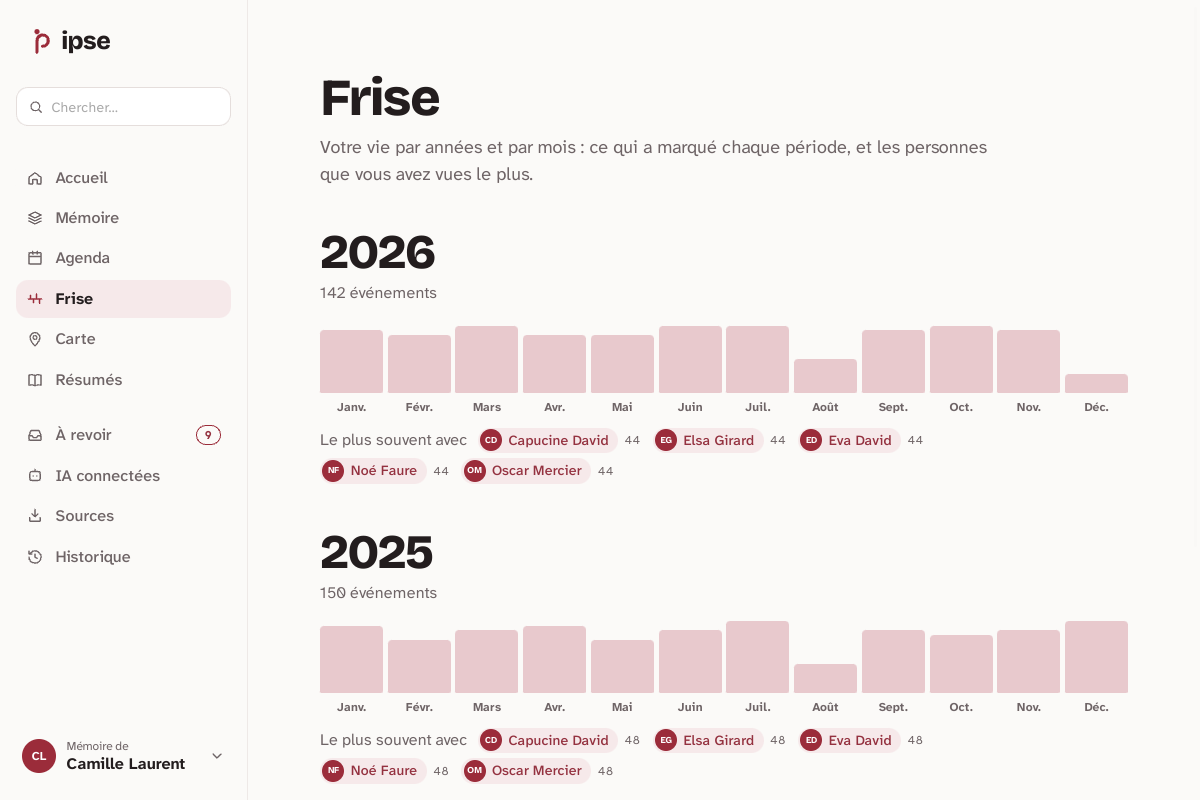 ipse
Chercher...
Accueil
Mémoire
Agenda
Frise
Carte
Résumés
À revoir 9
IA connectées
Sources
Historique
CL Mémoire de
Camille Laurent
Frise
Votre vie par années et par mois : ce qui a marqué chaque période, et les personnes
que vous avez vues le plus.
2026
142 événements
Janv. Févr. Mars Avr. Mai Juin Juil. Août Sept. Oct. Nov. Déc.
Le plus souvent avec CD Capucine David 44 EG Elsa Girard 44 ED Eva David 44
NF Noé Faure 44 OM Oscar Mercier 44
2025
150 événements
Janv. Févr. Mars Avr. Mai Juin Juil. Août Sept. Oct. Nov. Déc.
Le plus souvent avec CD Capucine David 48 EG Elsa Girard 48 ED Eva David 48
NF Noé Faure 48 OM Oscar Mercier 48